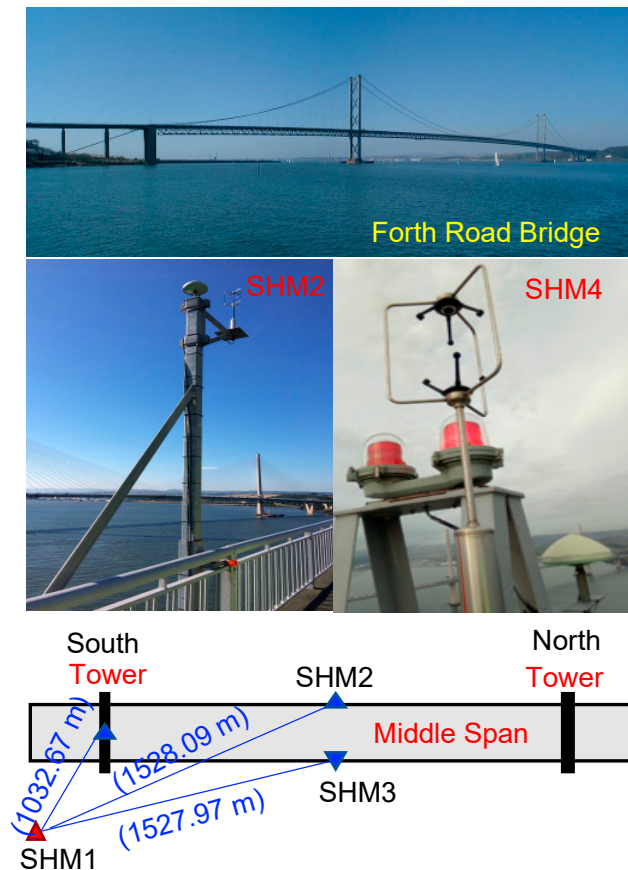 Forth Road Bridge
SHM2
SHM4
South
Tower
North
Tower
SHM2
Middle Span
(1032.67 m)
(1528.09 m)
(1527.97 m)
SHM3
SHM1